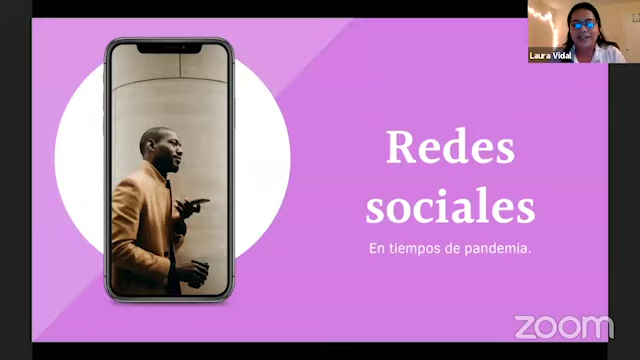 Laura Vidal
Redes
sociales
En tiempos de pandemia.
zoom